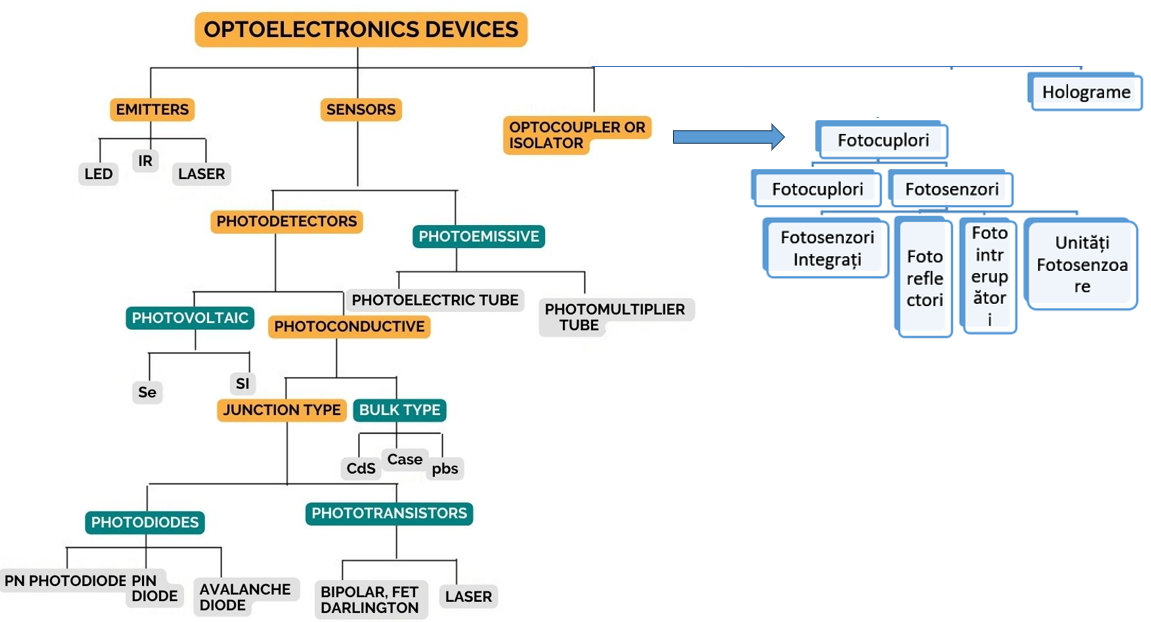 OPTOELECTRONICS DEVICES
EMITTERS
SENSORS
OPTOCOUPLER OR
ISOLATOR
Holograme
LED
IR
LASER
Fotocuplori
Fotocuplori
Fotosenzori
PHOTODETECTORS
PHOTOEMISSIVE
Fotosenzori
Integrați
Foto
refle
ctori
Foto
intr
erup
ător
i
Unități
Fotosenzoa
re
PHOTOELECTRIC TUBE
PHOTOMULTIPLIER
TUBE
PHOTOVOLTAIC
PHOTOCONDUCTIVE
Se
SI
JUNCTION TYPE
BULK TYPE
CdS
Case
pbs
PHOTODIODES
PHOTOTRANSISTORS
PN PHOTODIODE
PIN
DIODE
AVALANCHE
DIODE
BIPOLAR, FET
DARLINGTON
LASER